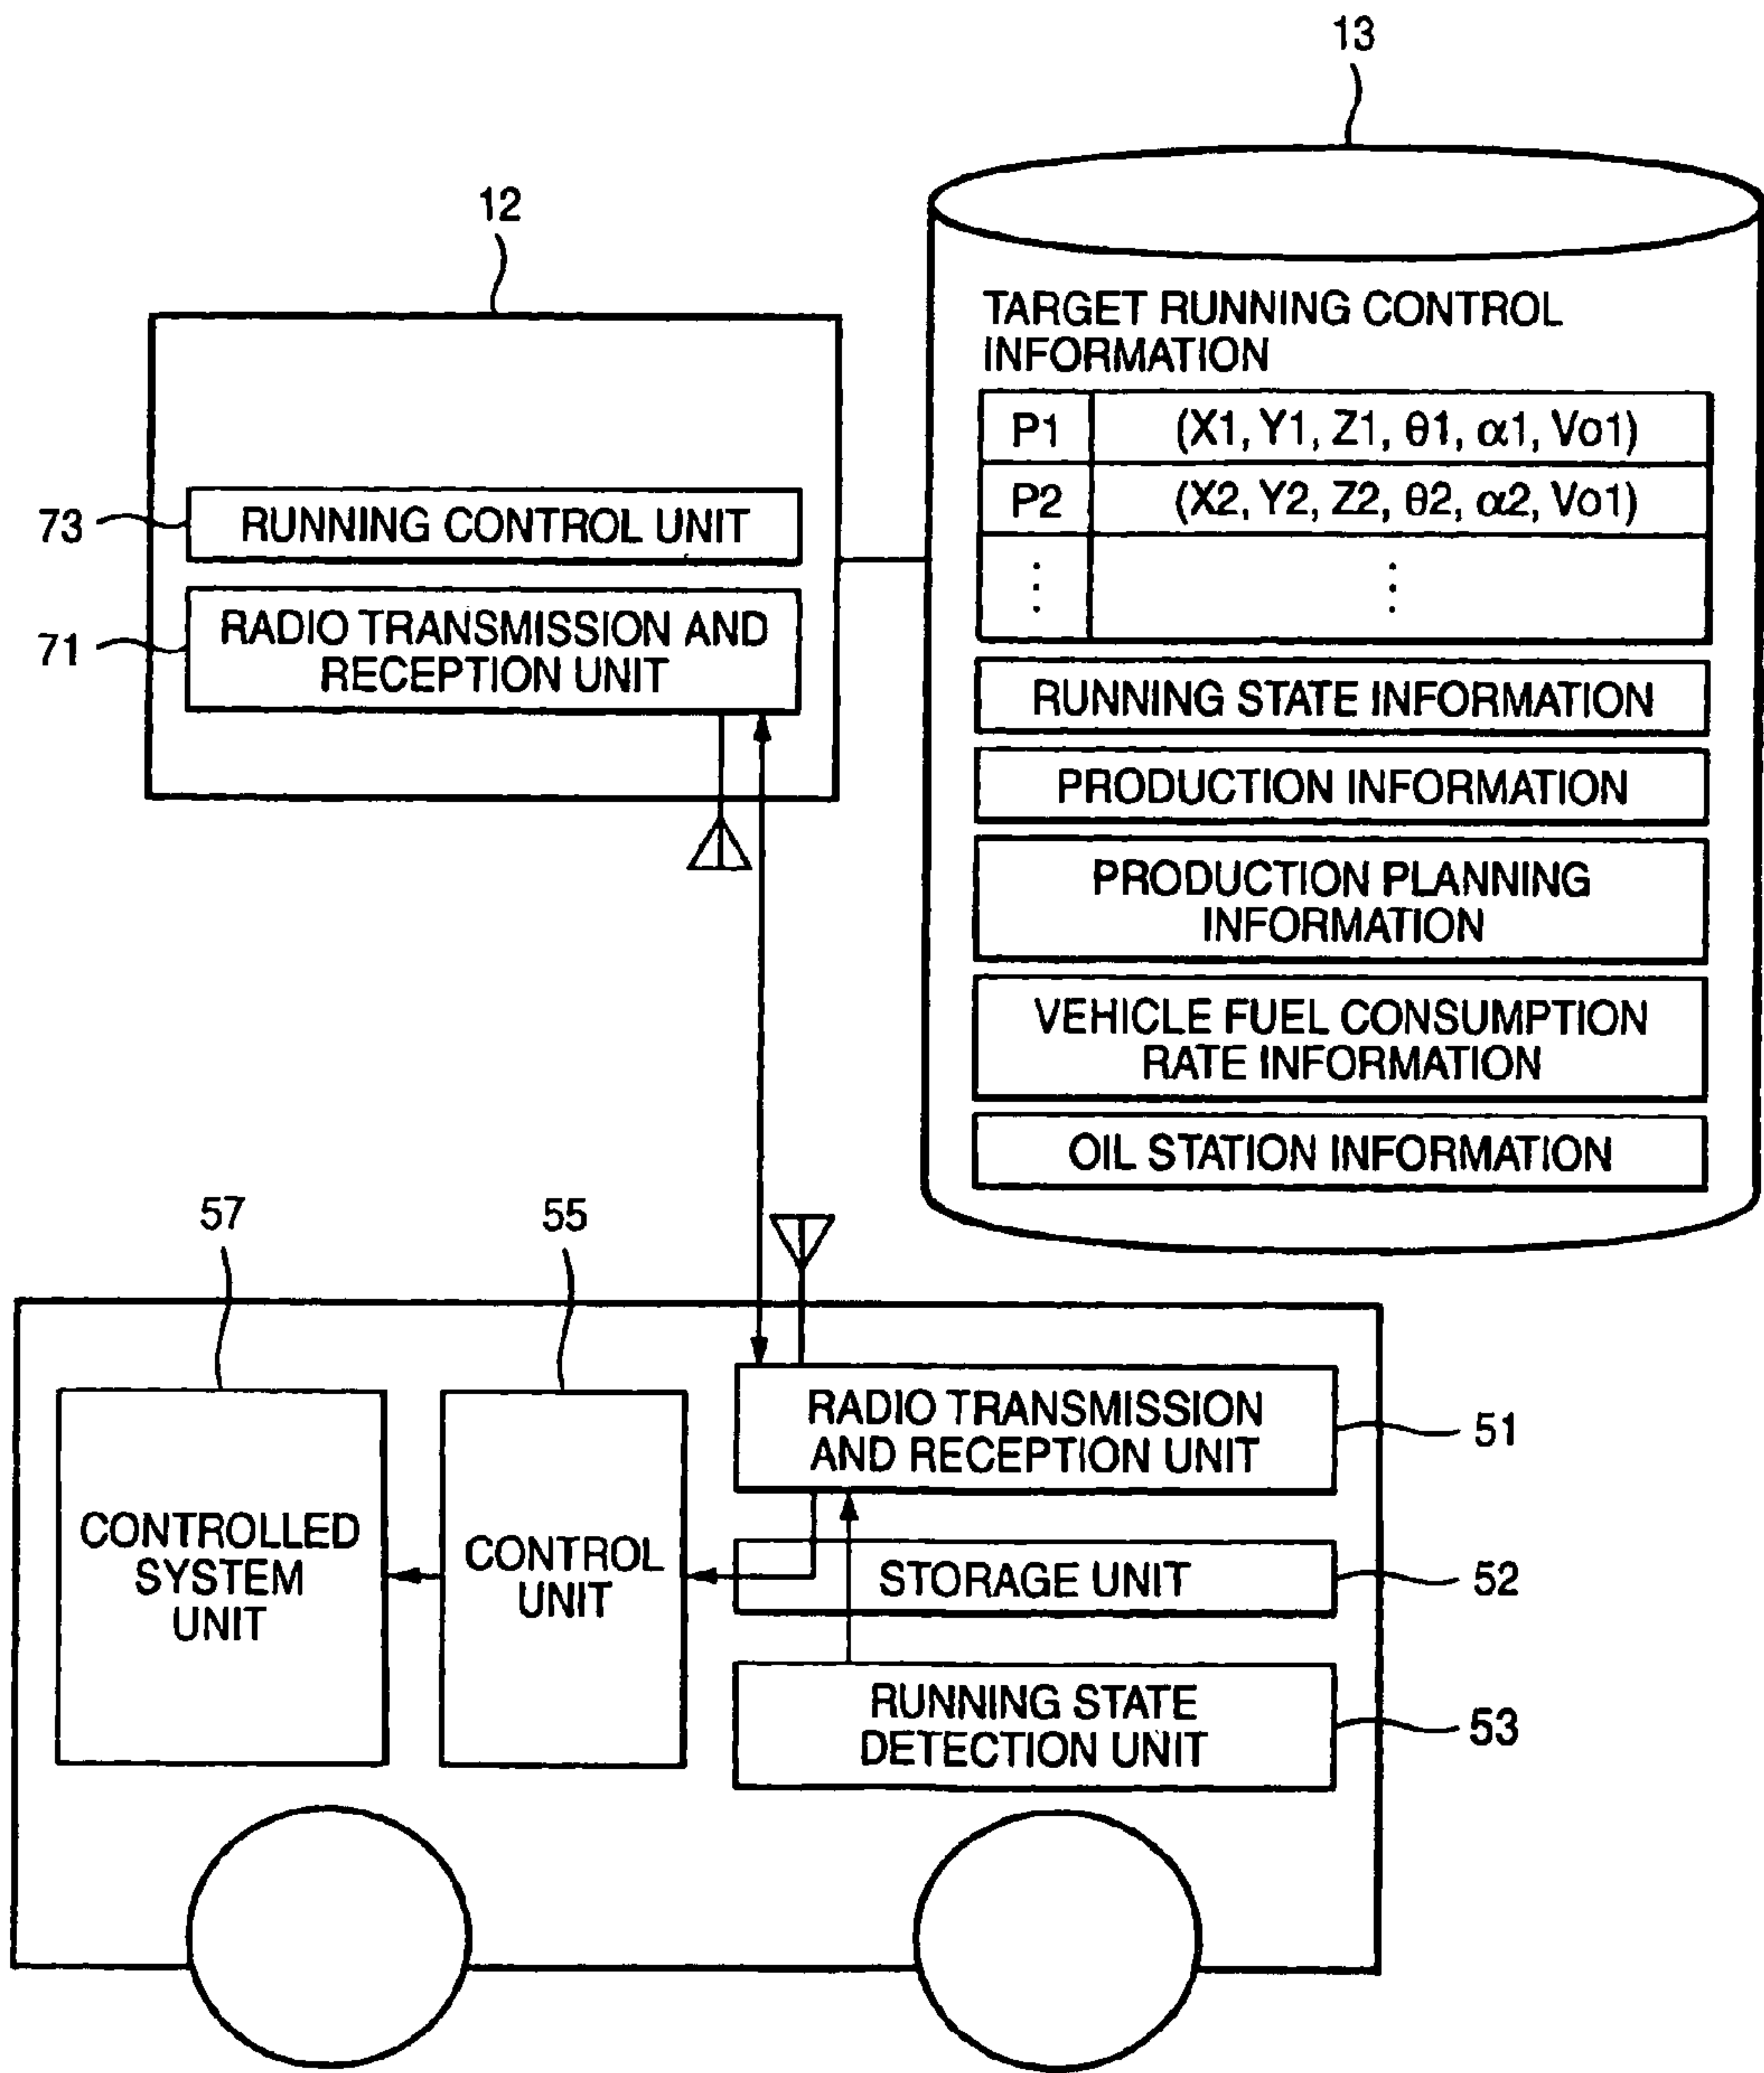 13
12
TARGET RUNNING CONTROL
INFORMATION
P1 (X1, Y1, Z1, θ1, α1, Vo1)
P2 (X2, Y2, Z2, θ2, α2, Vo1)
⋮ ⋮
73
RUNNING CONTROL UNIT
71
RADIO TRANSMISSION AND
RECEPTION UNIT
RUNNING STATE INFORMATION
PRODUCTION INFORMATION
PRODUCTION PLANNING
INFORMATION
VEHICLE FUEL CONSUMPTION
RATE INFORMATION
OIL STATION INFORMATION
57
55
RADIO TRANSMISSION
AND RECEPTION UNIT
51
CONTROLLED
SYSTEM
UNIT
CONTROL
UNIT
STORAGE UNIT
52
RUNNING STATE
DETECTION UNIT
53